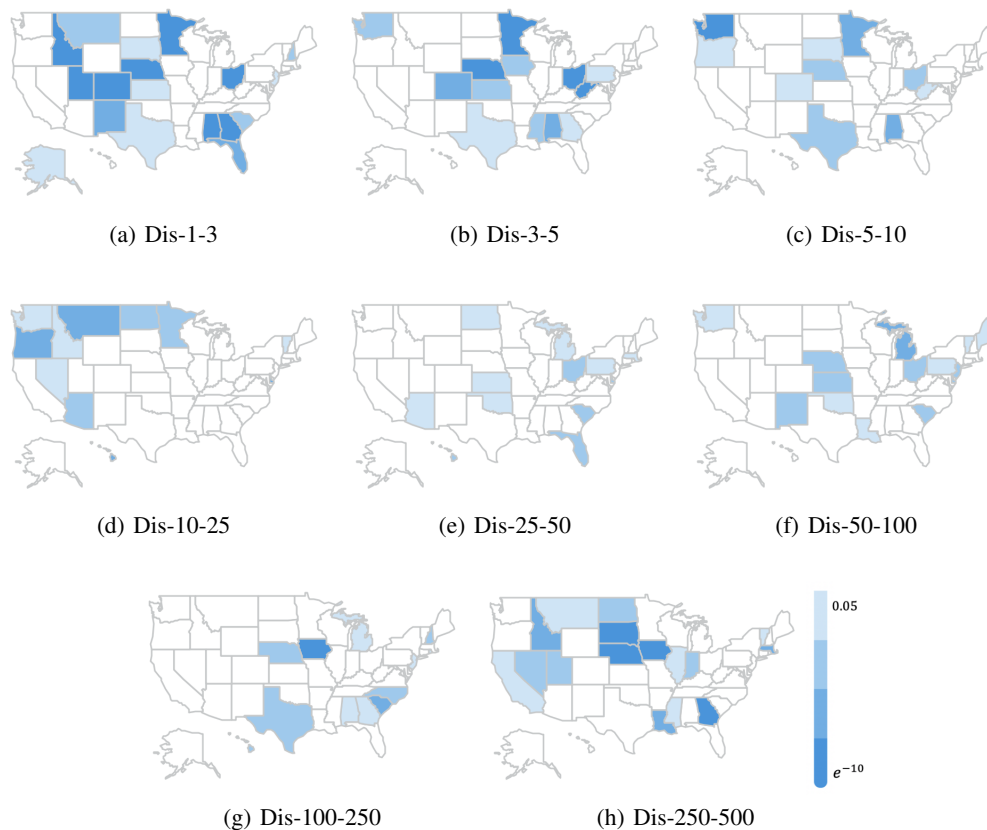 (a) Dis-1-3
(b) Dis-3-5
(c) Dis-5-10
(d) Dis-10-25
(e) Dis-25-50
(f) Dis-50-100
0.05
e⁻¹⁰
(g) Dis-100-250
(h) Dis-250-500